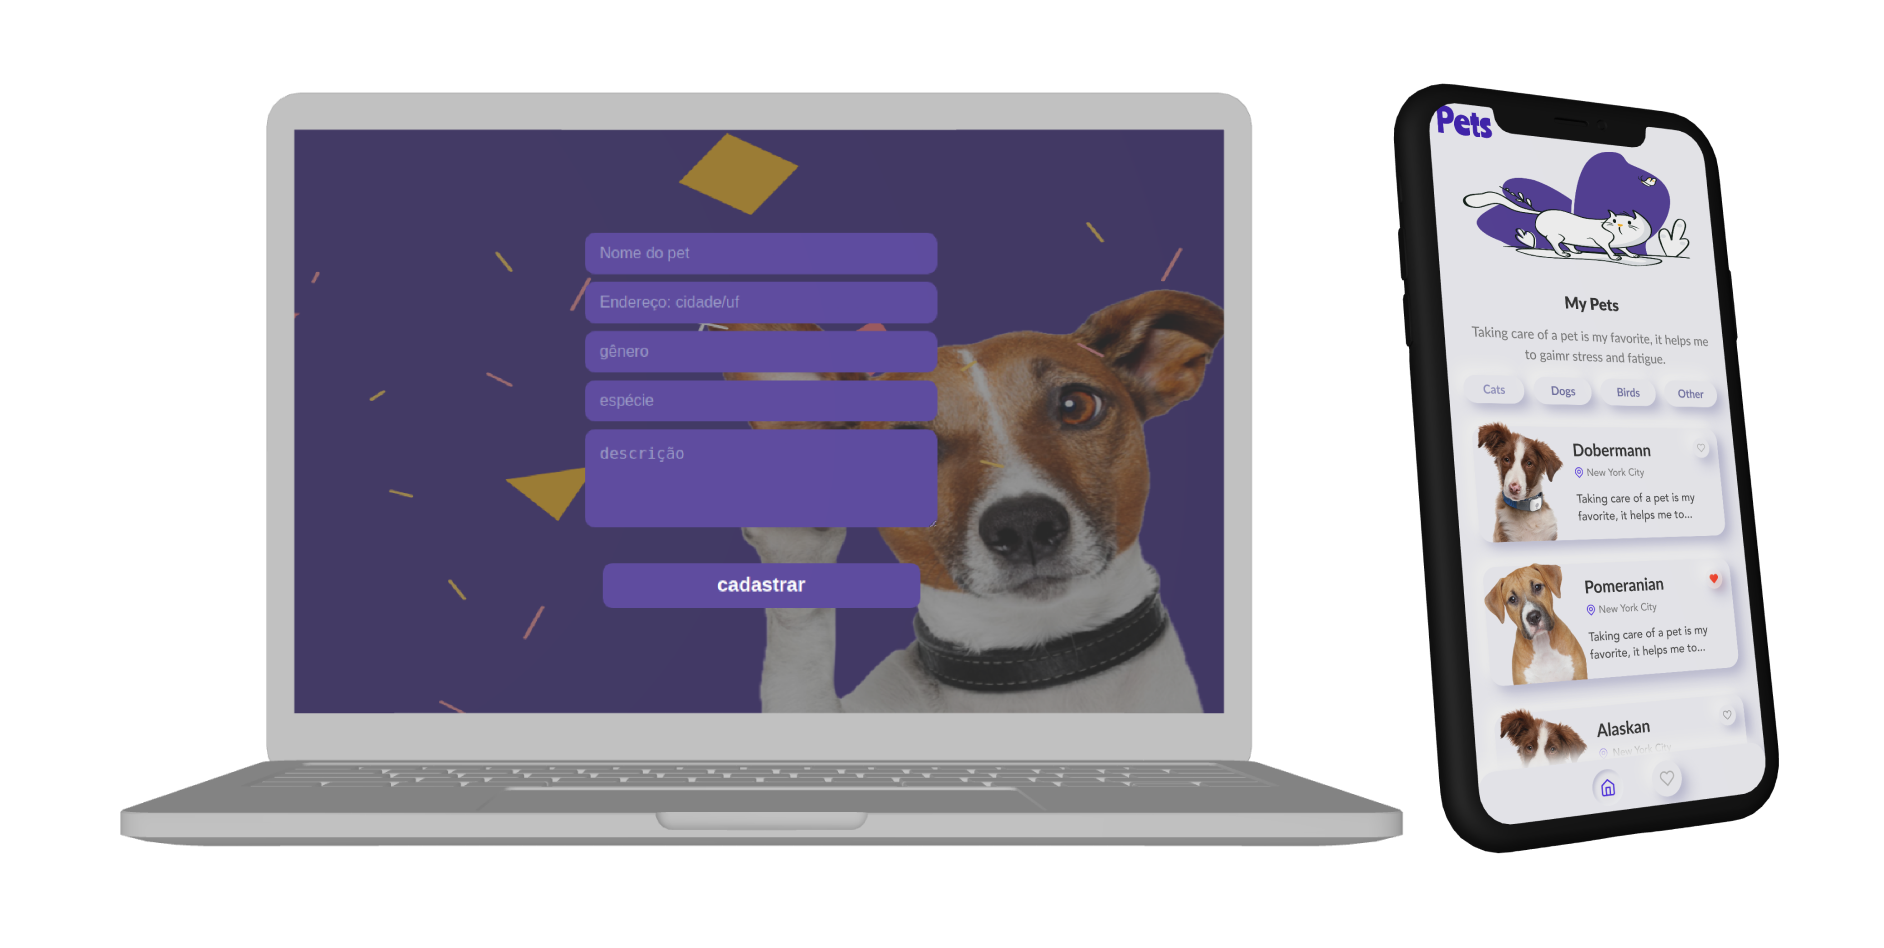 Nome do pet
Endereço: cidade/uf
gênero
espécie
descrição
cadastrar
Pets
My Pets
Taking care of a pet is my favorite, it helps me
to gaimr stress and fatigue.
Cats
Dogs
Birds
Other
Dobermann
New York City
Taking care of a pet is my
favorite, it helps me to...
Pomeranian
New York City
Taking care of a pet is my
favorite, it helps me to...
Alaskan
New York City